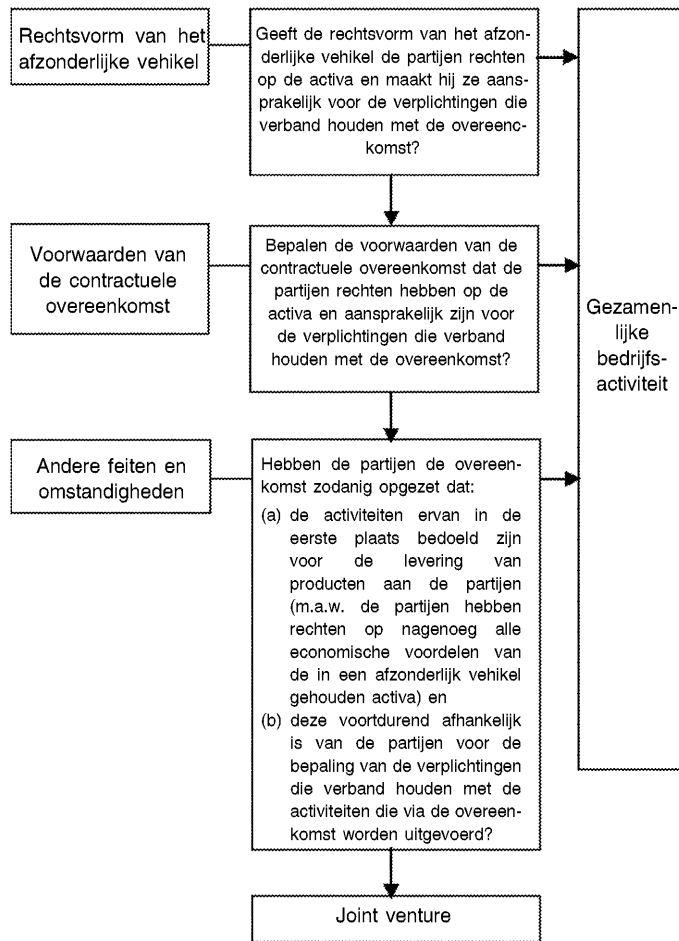 Rechtsvorm van het
afzonderlijke vehikel
Geeft de rechtsvorm van het afzon-
derlijke vehikel de partijen rechten
op de activa en maakt hij ze aans-
prakelijk voor de verplichtingen die
verband houden met de overeenc-
komst?
Voorwaarden van
de contractuele
overeenkomst
Bepalen de voorwaarden van de
contractuele overeenkomst dat de
partijen rechten hebben op de
activa en aansprakelijk zijn voor
de verplichtingen die verband
houden met de overeenkomst?
Gezamen-
lijke
bedrijfs-
activiteit
Andere feiten en
omstandigheden
Hebben de partijen de overeen-
komst zodanig opgezet dat:
(a) de activiteiten ervan in de
eerste plaats bedoeld zijn
voor de levering van
producten aan de partijen
(m.a.w. de partijen hebben
rechten op nagenoeg alle
economische voordelen van
de in een afzonderlijk vehikel
gehouden activa) en
(b) deze voortdurend afhankelijk
is van de partijen voor de
bepaling van de verplichtingen
die verband houden met de
activiteiten die via de overeen-
komst worden uitgevoerd?
Joint venture